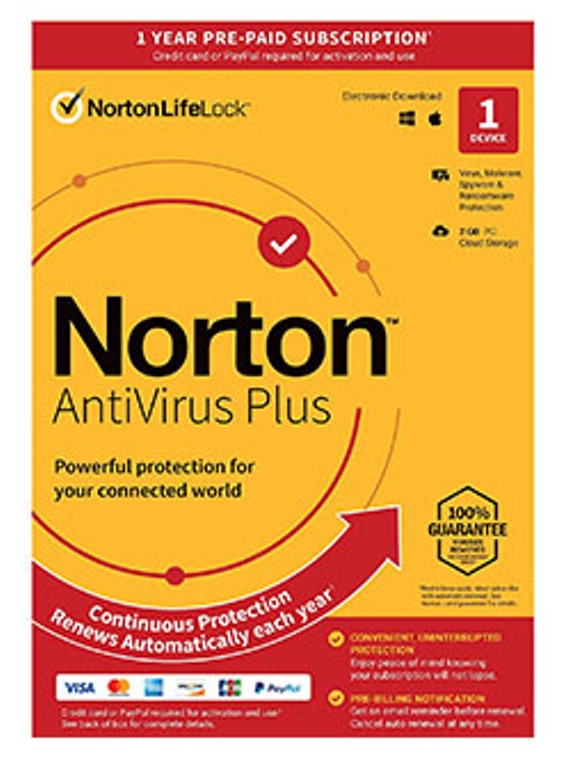 1 YEAR PRE-PAID SUBSCRIPTION†
Credit card or PayPal required for activation and use
NortonLifeLock™
Electronic Download
1
DEVICE
Virus, Malware,
Spyware &
Ransomware
Protection
2 GB PC
Cloud Storage
Norton™
AntiVirus Plus
Powerful protection for
your connected world
100%
GUARANTEE
Continuous Protection
Renews Automatically each year†
VISA
PayPal
Credit card or PayPal required for activation and use†
See back of box for complete details.
CONVENIENT, UNINTERRUPTED
PROTECTION
Enjoy peace of mind knowing
your subscription will not lapse.
PRE-BILLING NOTIFICATION
Get an email reminder before renewal.
Cancel auto renewal at any time.